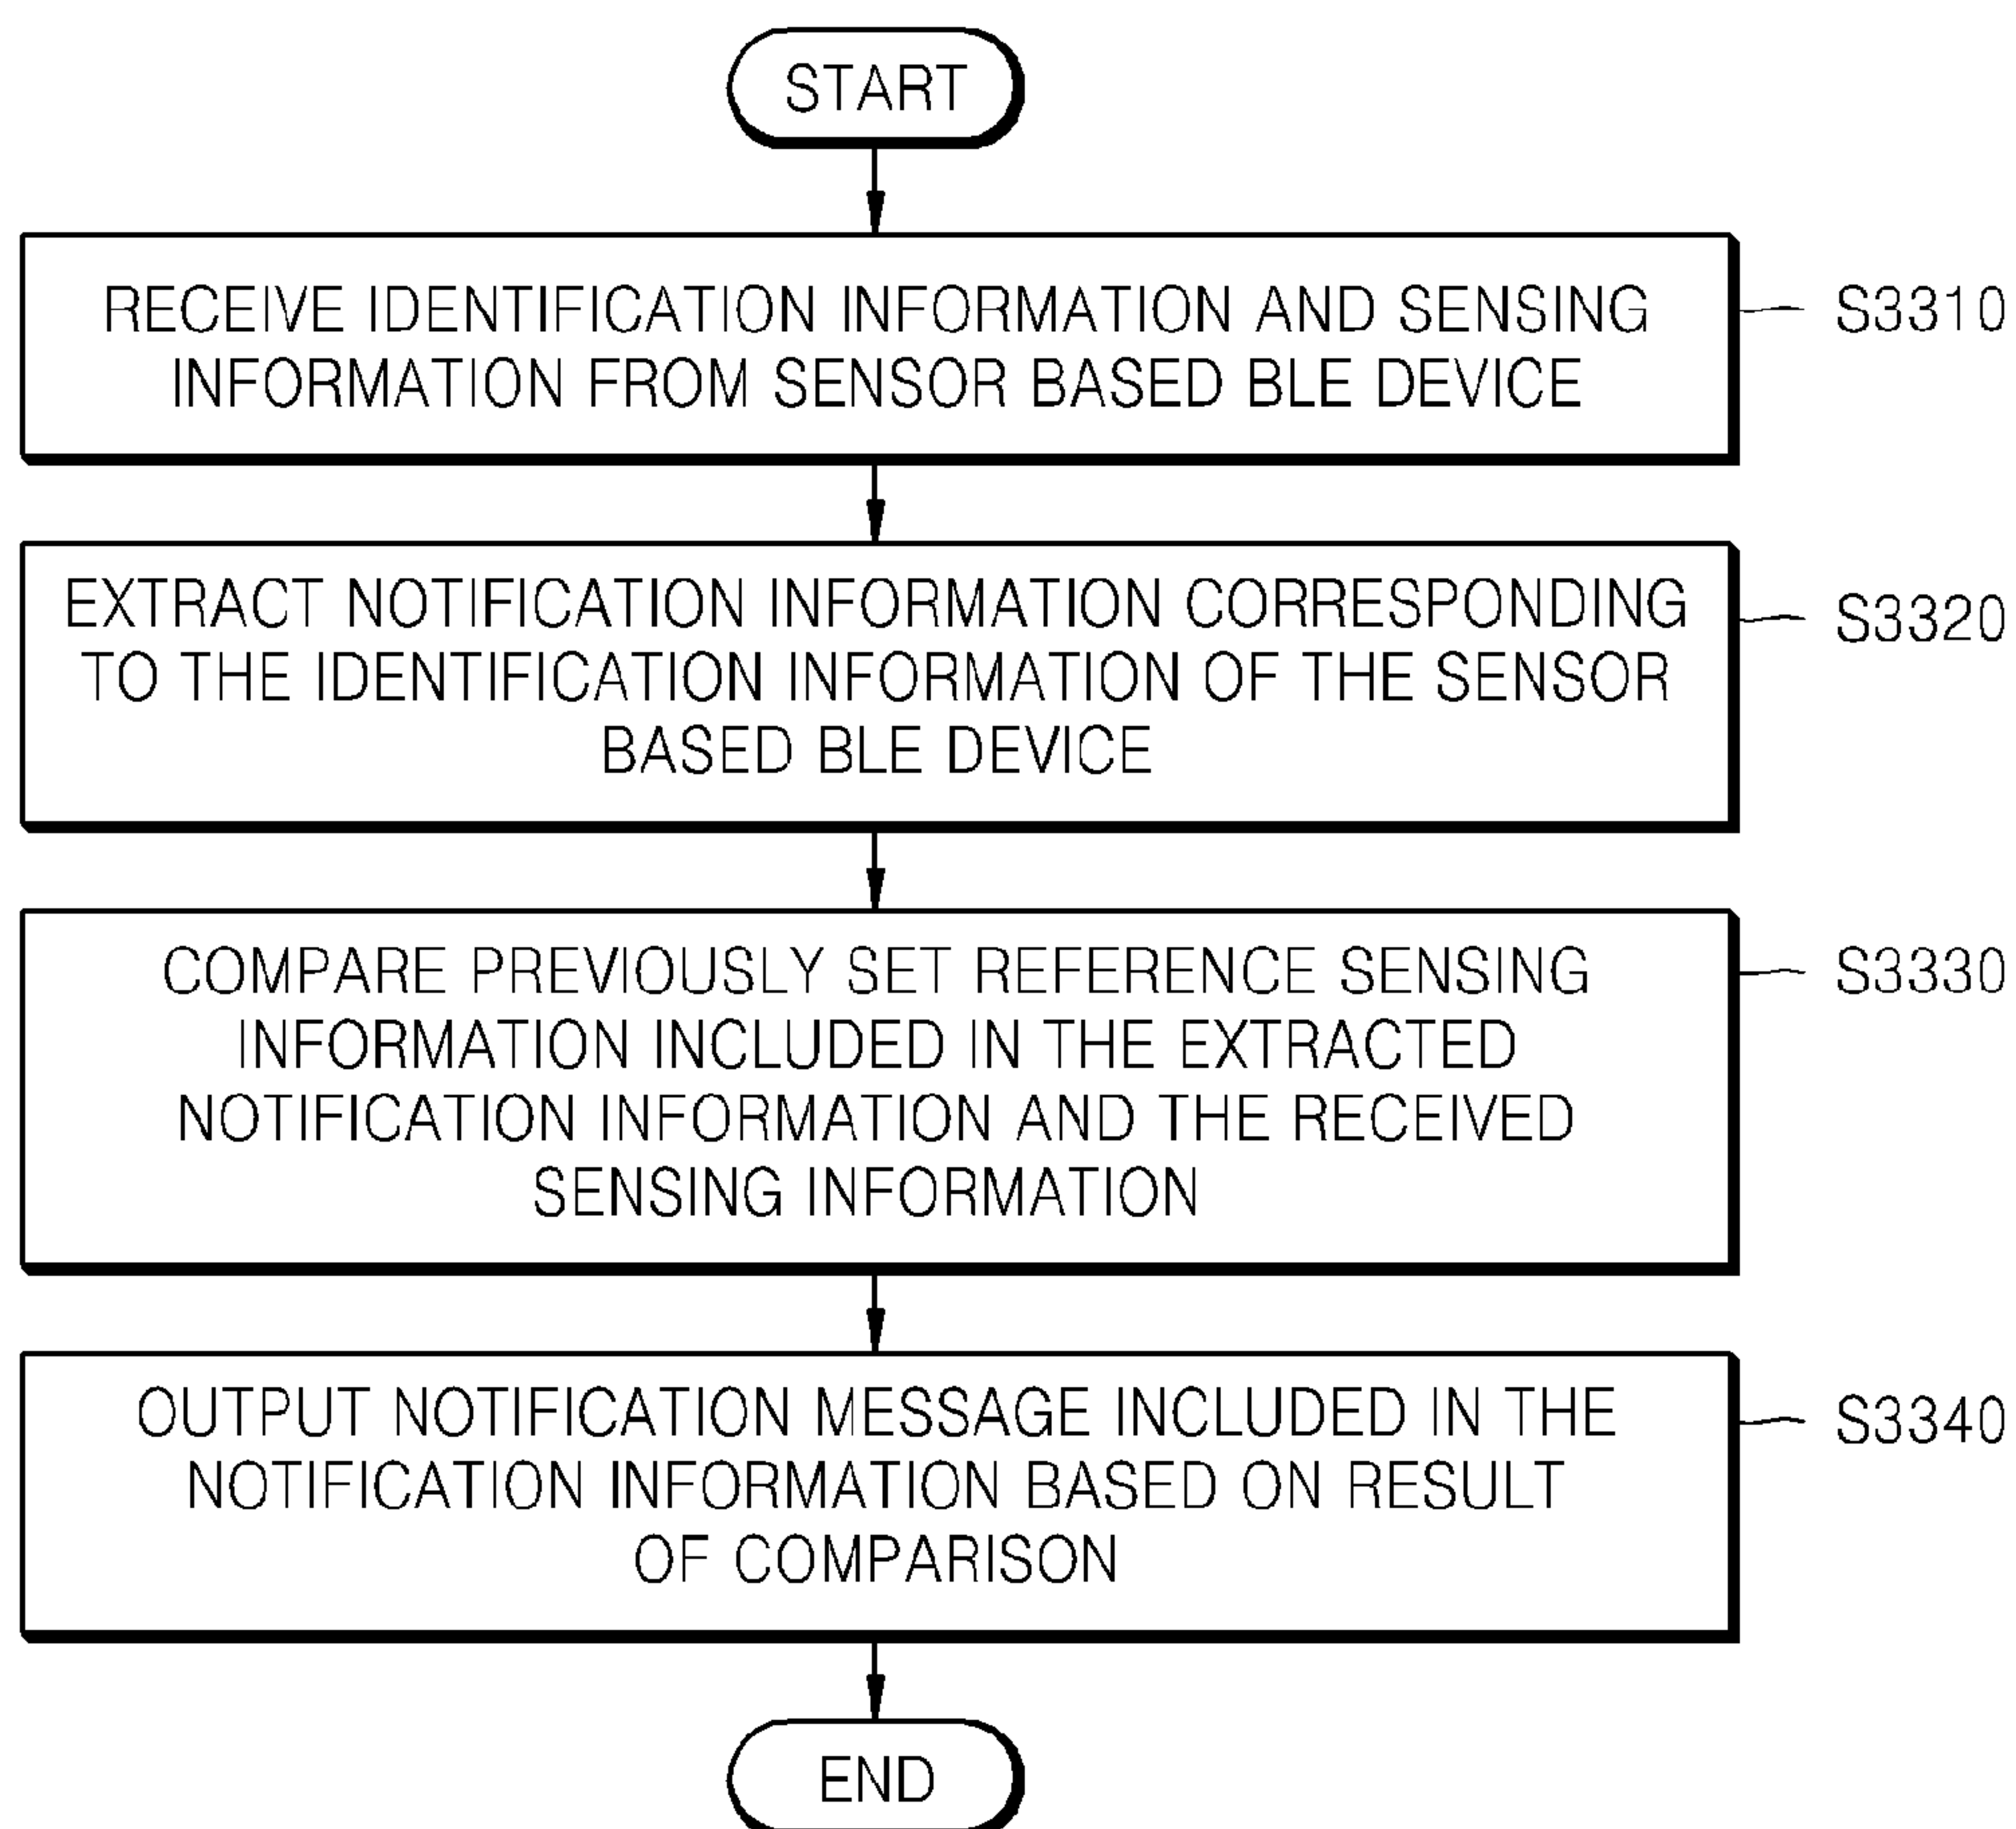 START
RECEIVE IDENTIFICATION INFORMATION AND SENSING
INFORMATION FROM SENSOR BASED BLE DEVICE
S3310
EXTRACT NOTIFICATION INFORMATION CORRESPONDING
TO THE IDENTIFICATION INFORMATION OF THE SENSOR
BASED BLE DEVICE
S3320
COMPARE PREVIOUSLY SET REFERENCE SENSING
INFORMATION INCLUDED IN THE EXTRACTED
NOTIFICATION INFORMATION AND THE RECEIVED
SENSING INFORMATION
S3330
OUTPUT NOTIFICATION MESSAGE INCLUDED IN THE
NOTIFICATION INFORMATION BASED ON RESULT
OF COMPARISON
S3340
END